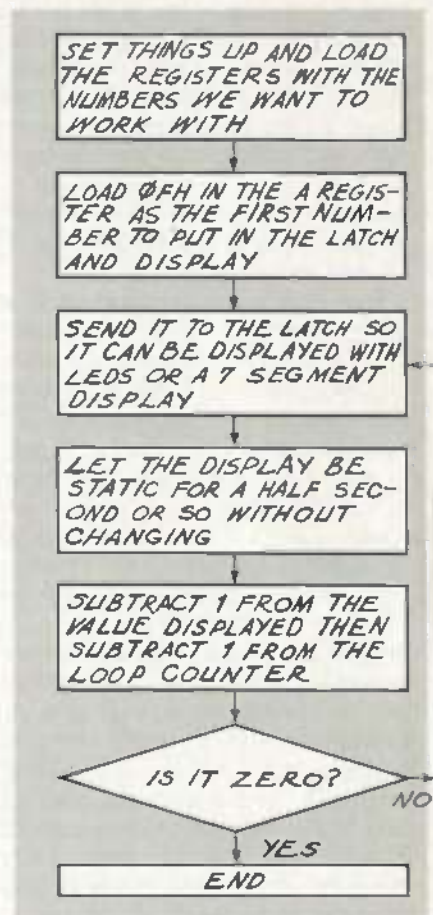 SET THINGS UP AND LOAD
THE REGISTERS WITH THE
NUMBERS WE WANT TO
WORK WITH
LOAD ØFH IN THE A REGIS-
TER AS THE FIRST NUM-
BER TO PUT IN THE LATCH
AND DISPLAY
SEND IT TO THE LATCH SO
IT CAN BE DISPLAYED WITH
LEDS OR A 7 SEGMENT
DISPLAY
LET THE DISPLAY BE
STATIC FOR A HALF SEC-
OND OR SO WITHOUT
CHANGING
SUBTRACT 1 FROM THE
VALUE DISPLAYED THEN
SUBTRACT 1 FROM THE
LOOP COUNTER
IS IT ZERO?
NO
YES
END